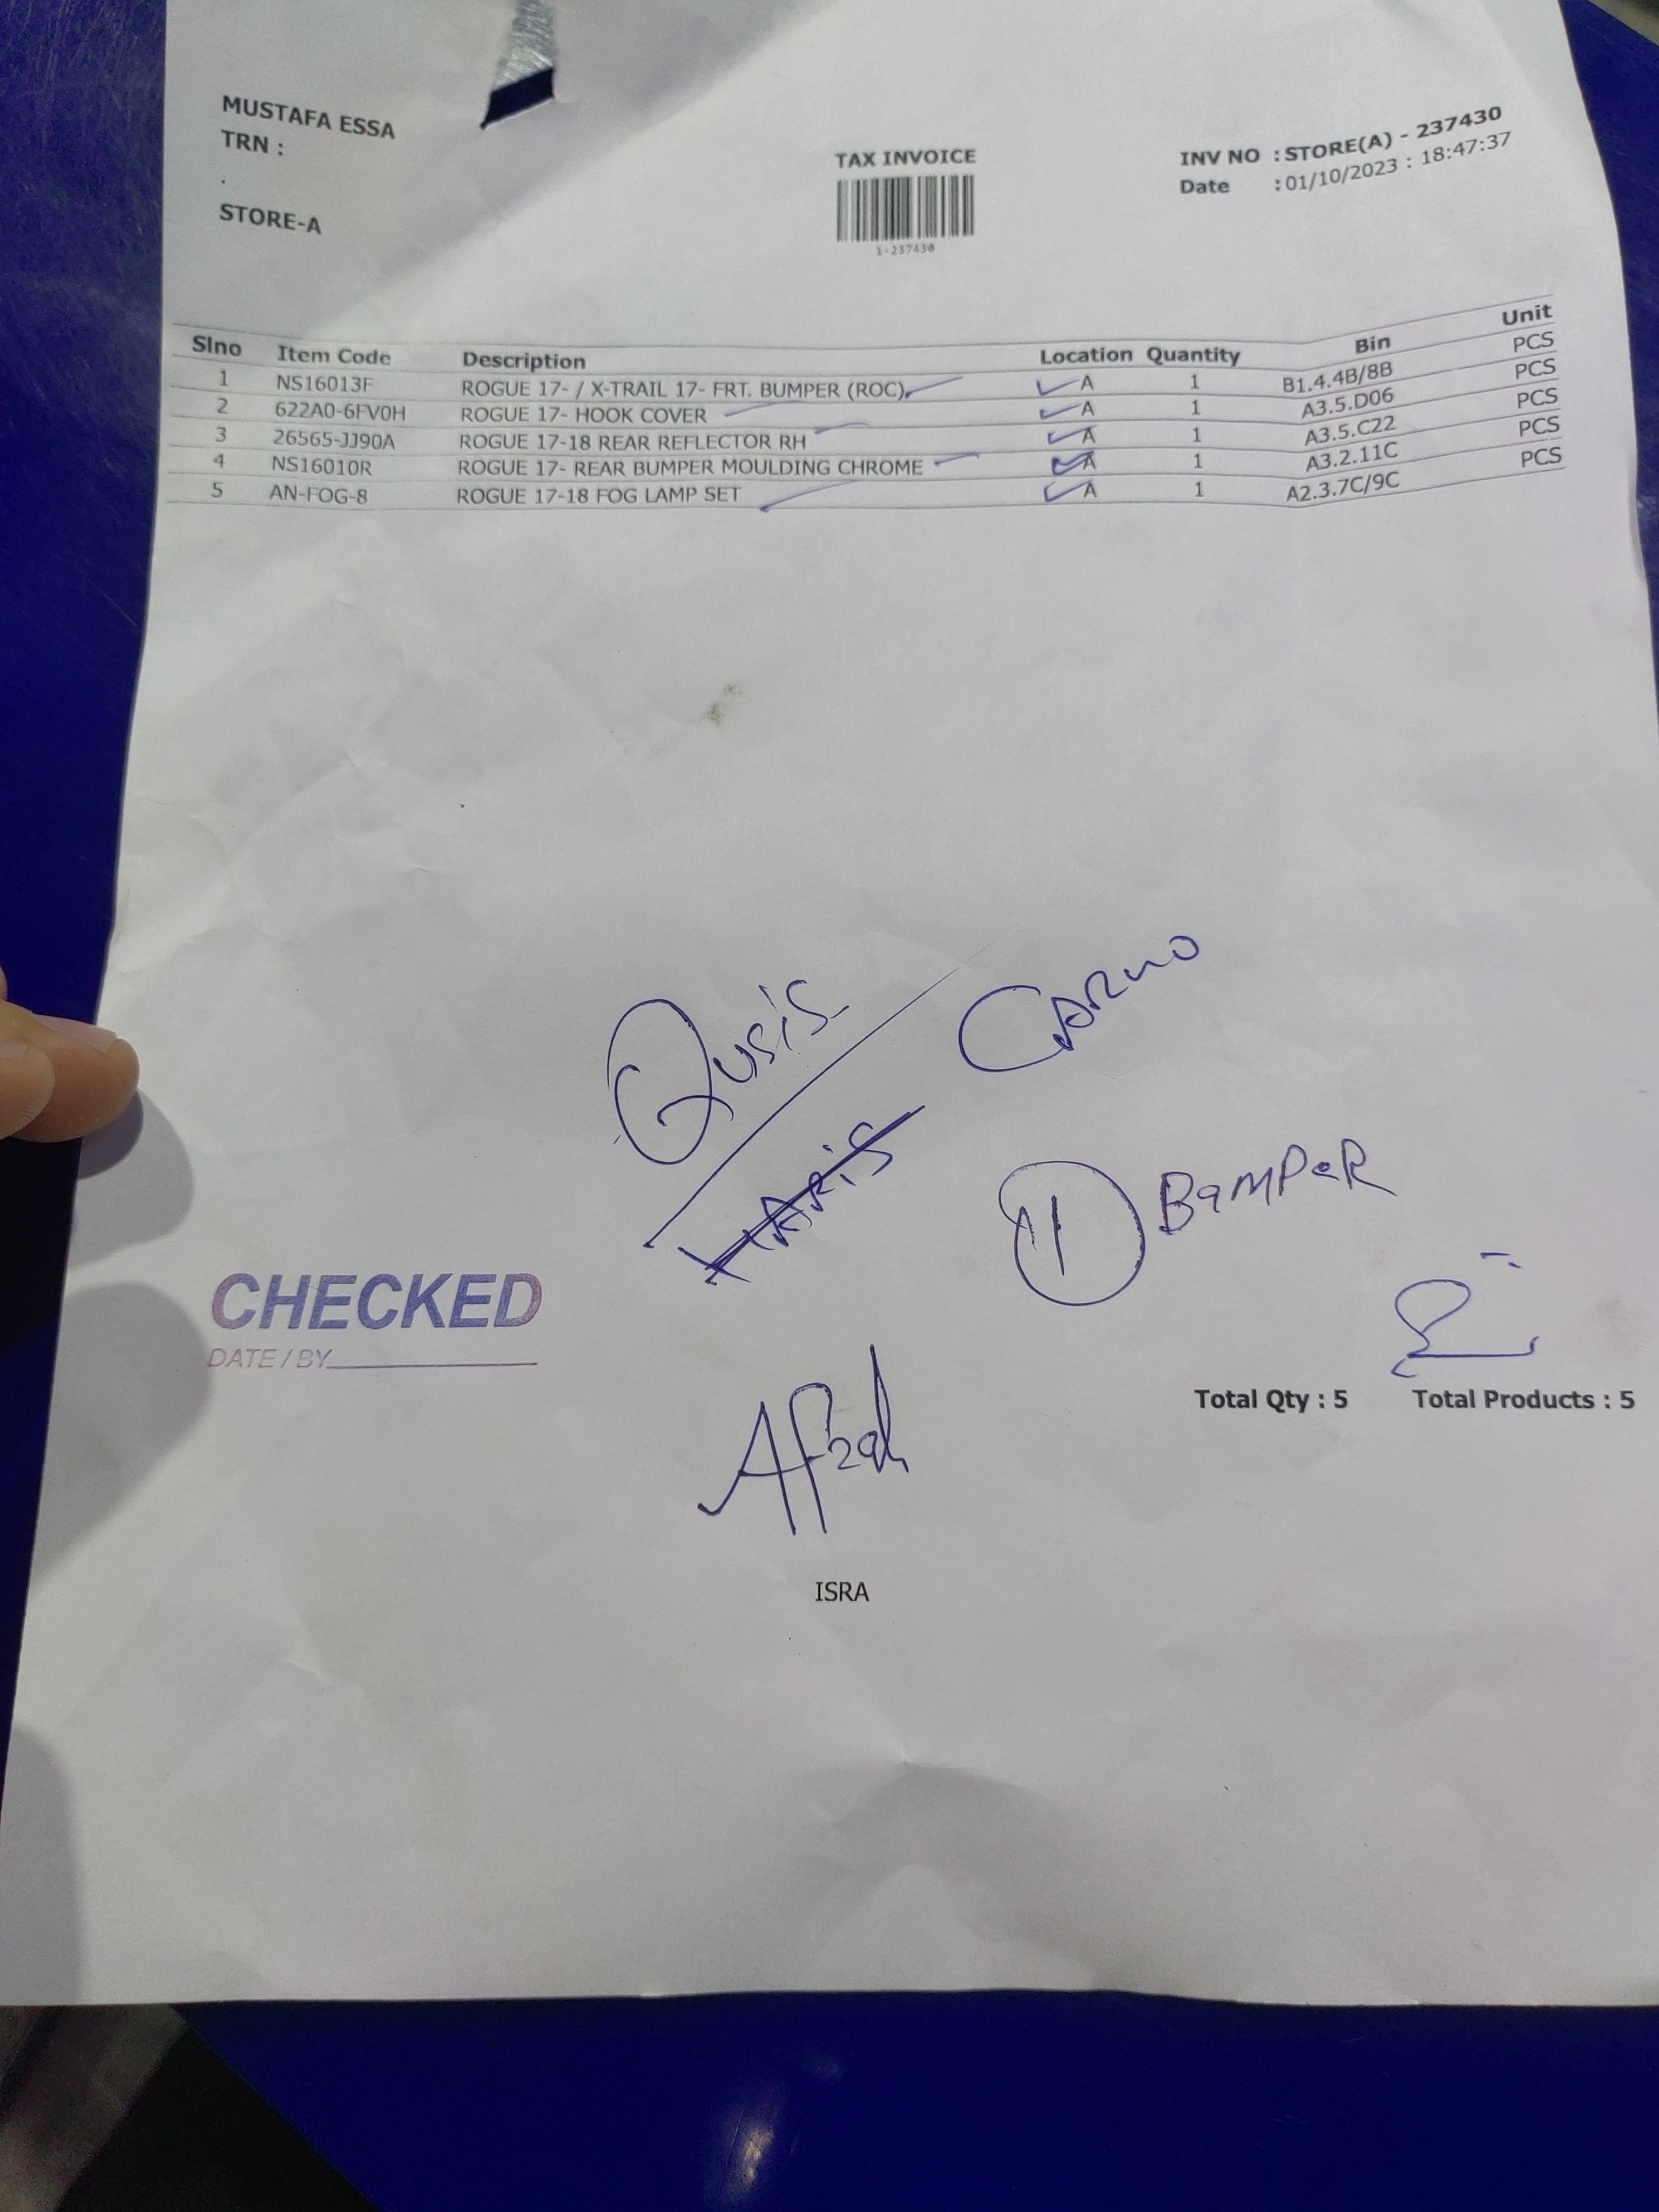 MUSTAFA ESSA
TRN :
.
STORE-A
TAX INVOICE
1-237430
INV NO : STORE(A) - 237430
Date : 01/10/2023 : 18:47:37
Slno Item Code Description Location Quantity Bin Unit
1 NS16013F ROGUE 17- / X-TRAIL 17- FRT. BUMPER (ROC) A 1 B1.4.4B/8B PCS
2 622A0-6FV0H ROGUE 17- HOOK COVER A 1 A3.5.D06 PCS
3 26565-JJ90A ROGUE 17-18 REAR REFLECTOR RH A 1 A3.5.C22 PCS
4 NS16010R ROGUE 17- REAR BUMPER MOULDING CHROME A 1 A3.2.11C PCS
5 AN-FOG-8 ROGUE 17-18 FOG LAMP SET A 1 A2.3.7C/9C PCS
Qusis
HARiS
BamPeR
CHECKED
DATE / BY
Total Qty : 5 Total Products : 5
Afzal
ISRA